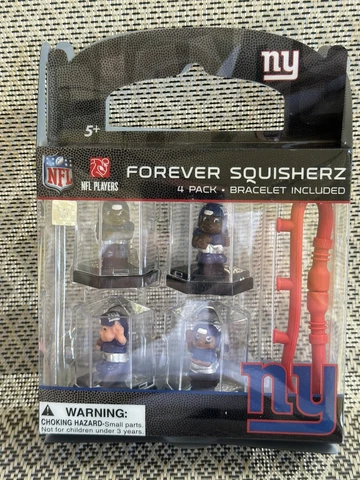 ny
5+
NFL
NFL PLAYERS
FOREVER SQUISHERZ
4 PACK • BRACELET INCLUDED
ny
WARNING:
CHOKING HAZARD-Small parts.
Not for children under 3 years.